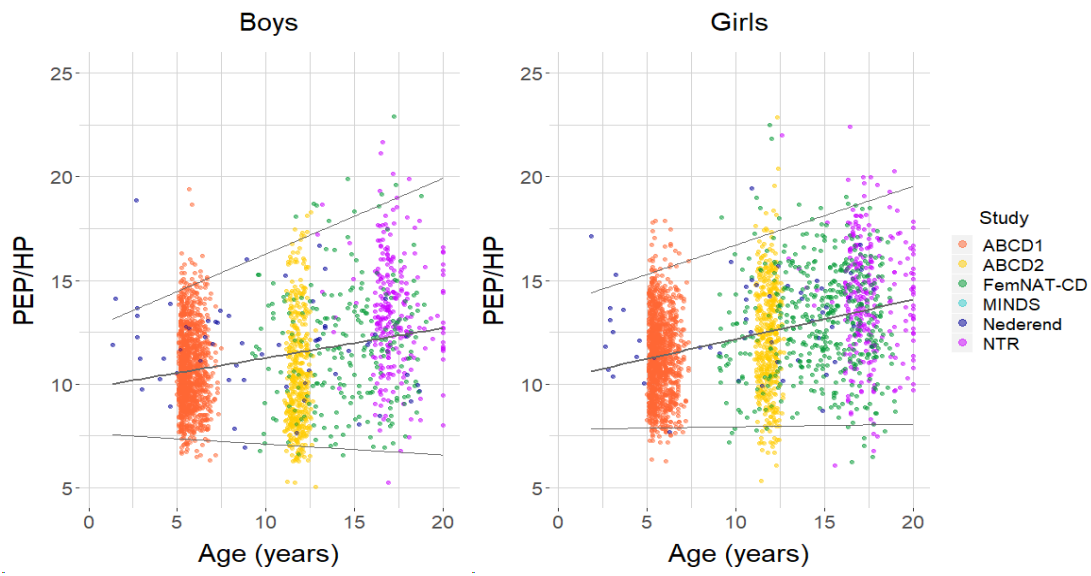 Boys
Girls
PEP/HP
25
20
15
10
5
0 5 10 15 20
Age (years)
PEP/HP
25
20
15
10
5
0 5 10 15 20
Age (years)
Study
ABCD1
ABCD2
FemNAT-CD
MINDS
Nederend
NTR